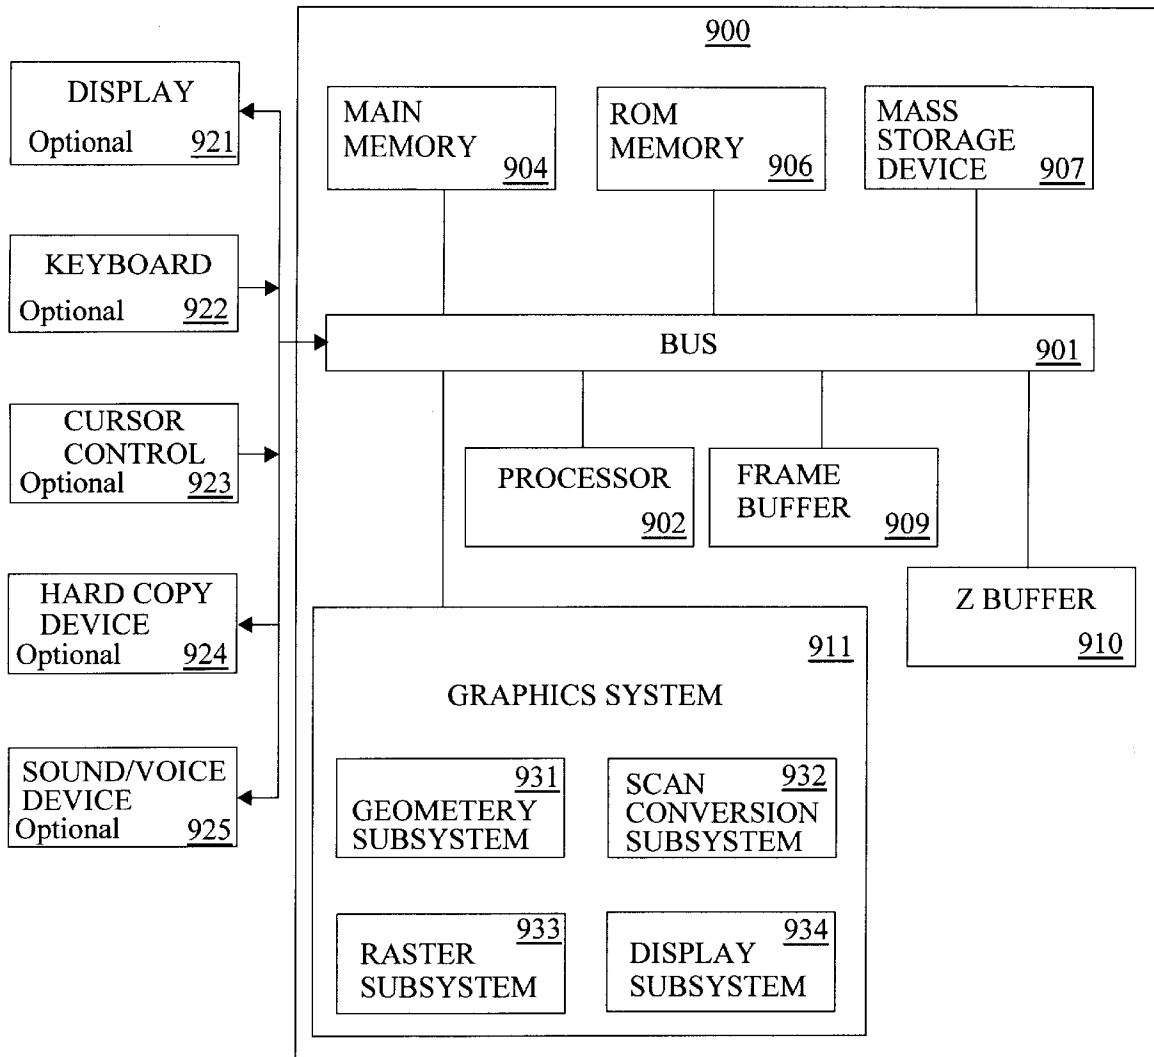 900
DISPLAY
Optional 921
KEYBOARD
Optional 922
CURSOR
CONTROL
Optional 923
HARD COPY
DEVICE
Optional 924
SOUND/VOICE
DEVICE
Optional 925
MAIN
MEMORY
904
ROM
MEMORY
906
MASS
STORAGE
DEVICE
907
BUS
901
PROCESSOR
902
FRAME
BUFFER
909
Z BUFFER
910
911
GRAPHICS SYSTEM
931
GEOMETERY
SUBSYSTEM
932
SCAN
CONVERSION
SUBSYSTEM
933
RASTER
SUBSYSTEM
934
DISPLAY
SUBSYSTEM